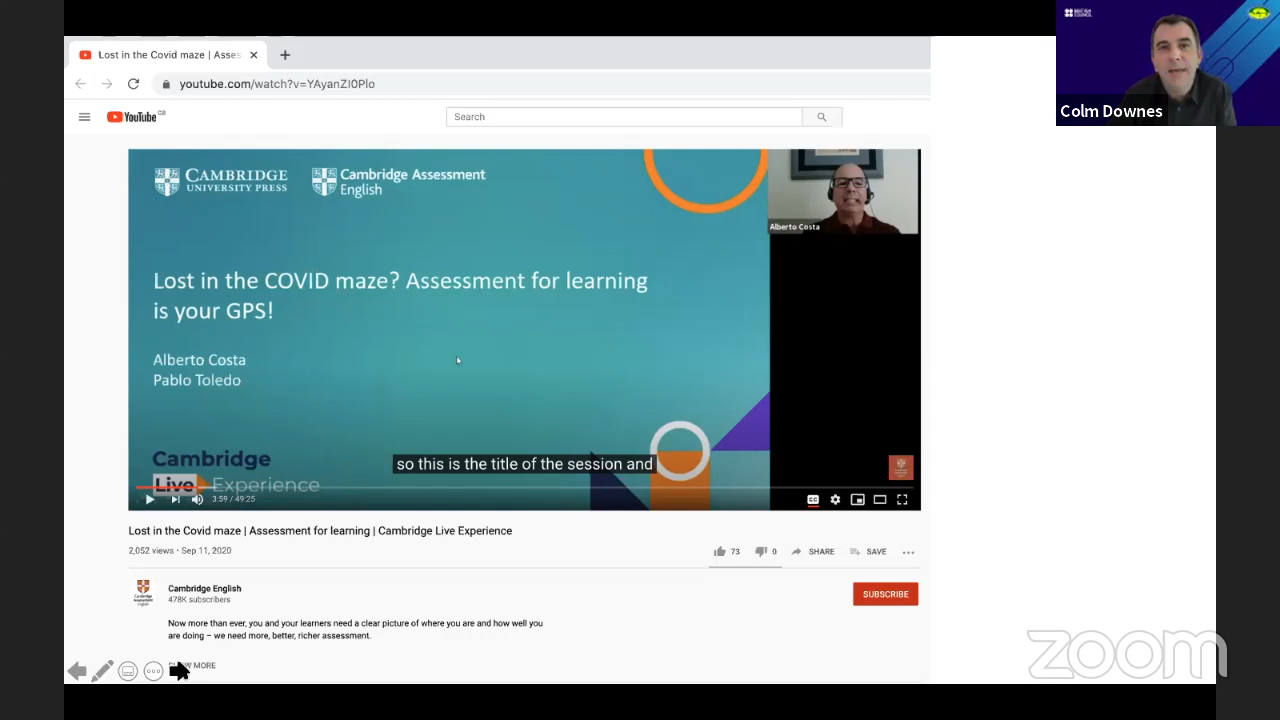 BRITISH
COUNCIL
Colm Downes
Lost in the Covid maze | Asses
youtube.com/watch?v=YAyanZI0Plo
YouTube GB
Search
CAMBRIDGE
UNIVERSITY PRESS
Cambridge Assessment
English
Alberto Costa
Lost in the COVID maze? Assessment for learning
is your GPS!
Alberto Costa
Pablo Toledo
so this is the title of the session and
Cambridge
Live Experience
3:59 / 49:25
CC
Lost in the Covid maze | Assessment for learning | Cambridge Live Experience
2,052 views · Sep 11, 2020
73
0
SHARE
SAVE
Cambridge English
478K subscribers
SUBSCRIBE
Now more than ever, you and your learners need a clear picture of where you are and how well you
are doing – we need more, better, richer assessment.
MORE
zoom